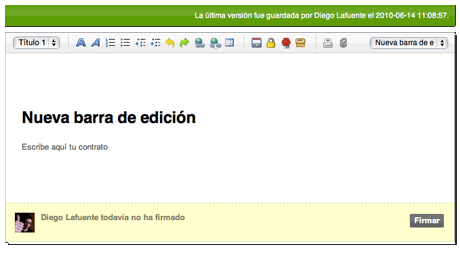 La última versión fue guardada por Diego Lafuente el 2010-06-14 11:08:57.
Título 1
Nueva barra de e
Nueva barra de edición
Escribe aquí tu contrato
Diego Lafuente todavía no ha firmado
Firmar